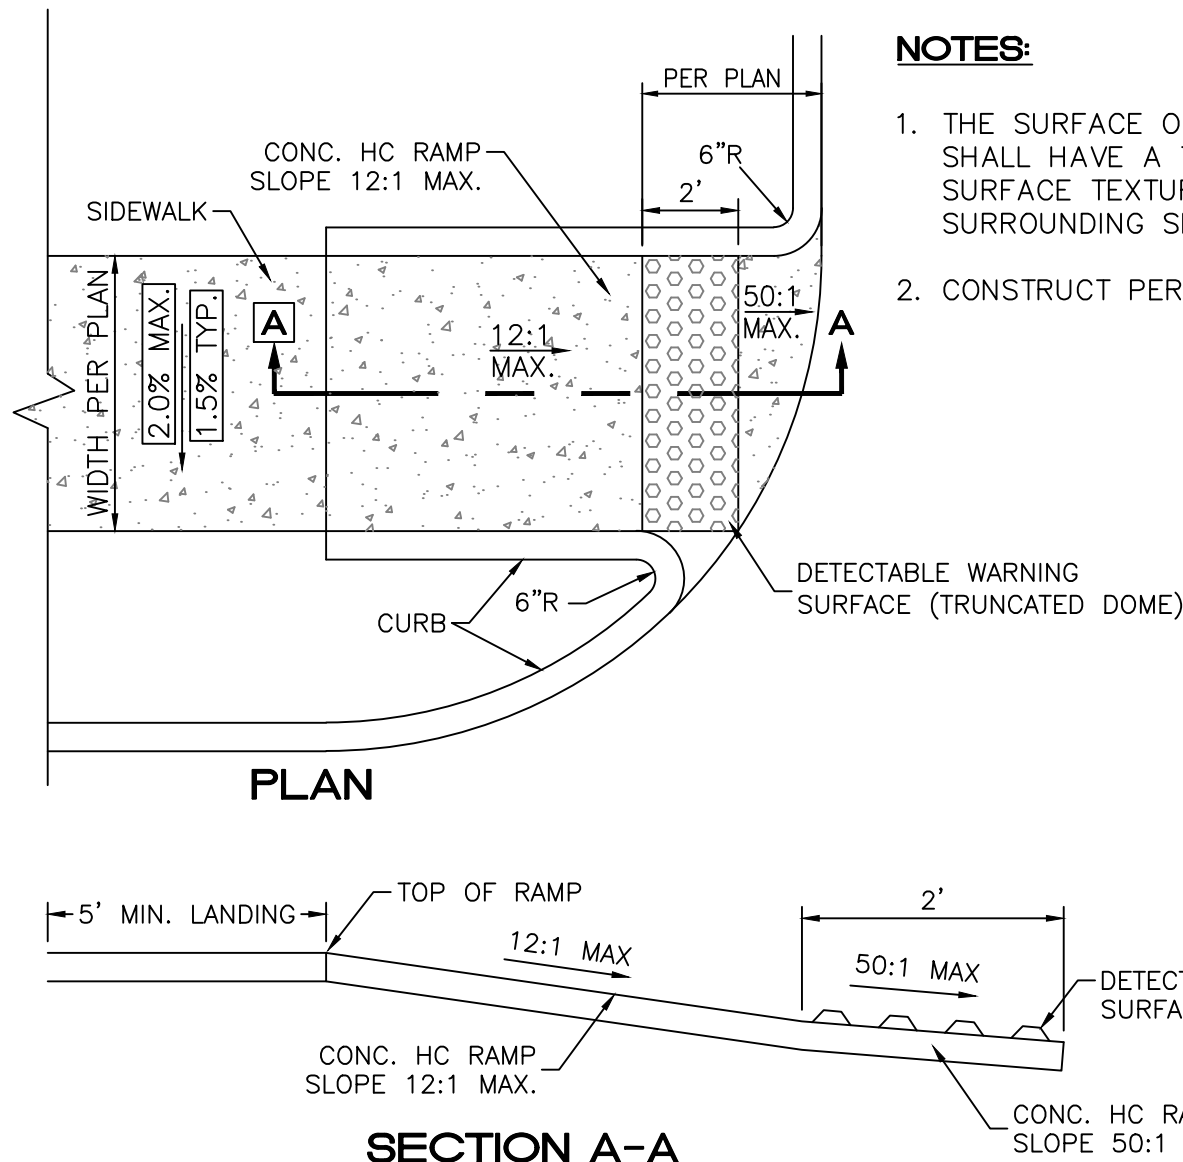 NOTES:
1. THE SURFACE O
SHALL HAVE A
SURFACE TEXTUR
SURROUNDING
2. CONSTRUCT PER
PER PLAN
CONC. HC RAMP
SLOPE 12:1 MAX.
6”R
2'
SIDEWALK
WIDTH PER PLAN
2.0% MAX.
1.5% TYP.
A
12:1
MAX.
50:1
MAX.
A
DETECTABLE WARNING
SURFACE (TRUNCATED DOME)
6”R
CURB
PLAN
5' MIN. LANDING
TOP OF RAMP
12:1 MAX
2'
50:1 MAX
DETEC
SURFA
CONC. HC RAMP
SLOPE 12:1 MAX.
CONC. HC RA
SLOPE 50:1
SECTION A-A